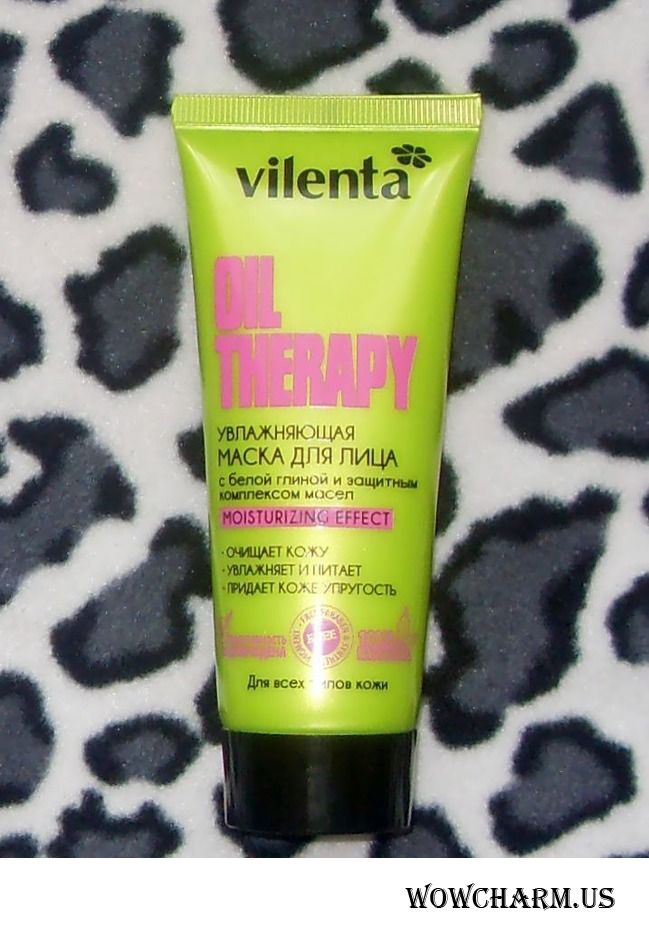 vilenta
OIL
THERAPY
УВЛАЖНЯЮЩАЯ
МАСКА ДЛЯ ЛИЦА
с белой глиной и защитным
комплексом масел
MOISTURIZING EFFECT
· ОЧИЩАЕТ КОЖУ
· УВЛАЖНЯЕТ И ПИТАЕТ
· ПРИДАЕТ КОЖЕ УПРУГОСТЬ
FREE
Для всех типов кожи
WOWCHARM.US